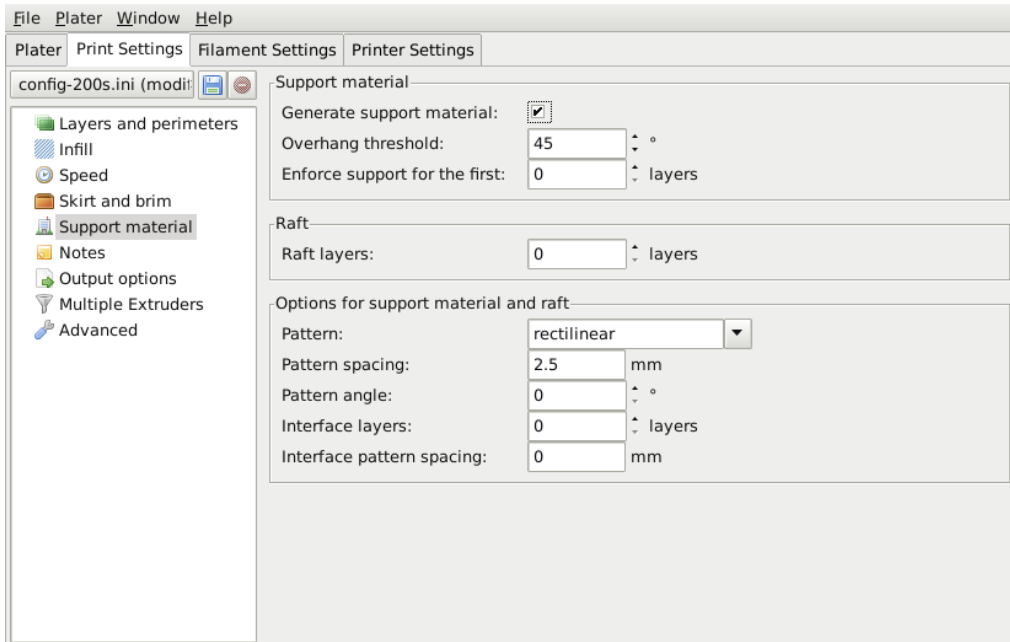 File Plater Window Help
Plater Print Settings Filament Settings Printer Settings
config-200s.ini (modi
Layers and perimeters
Infill
Speed
Skirt and brim
Support material
Notes
Output options
Multiple Extruders
Advanced
Support material
Generate support material:
Overhang threshold: 45 °
Enforce support for the first: 0 layers
Raft
Raft layers: 0 layers
Options for support material and raft
Pattern: rectilinear
Pattern spacing: 2.5 mm
Pattern angle: 0 °
Interface layers: 0 layers
Interface pattern spacing: 0 mm